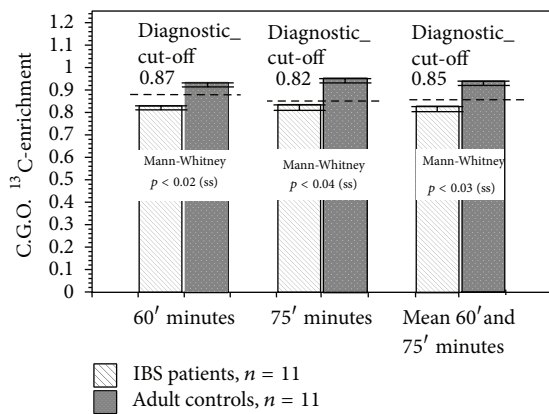 1.2
1.1
1
0.9
0.8
0.7
0.6
0.5
0.4
0.3
0.2
0.1
0
C.G.O. ¹³C-enrichment
Diagnostic_
cut-off
0.87
Diagnostic_
cut-off
0.82
Diagnostic_
cut-off
0.85
Mann-Whitney
p < 0.02 (ss)
Mann-Whitney
p < 0.04 (ss)
Mann-Whitney
p < 0.03 (ss)
60′ minutes
75′ minutes
Mean 60′ and
75′ minutes
IBS patients, n = 11
Adult controls, n = 11